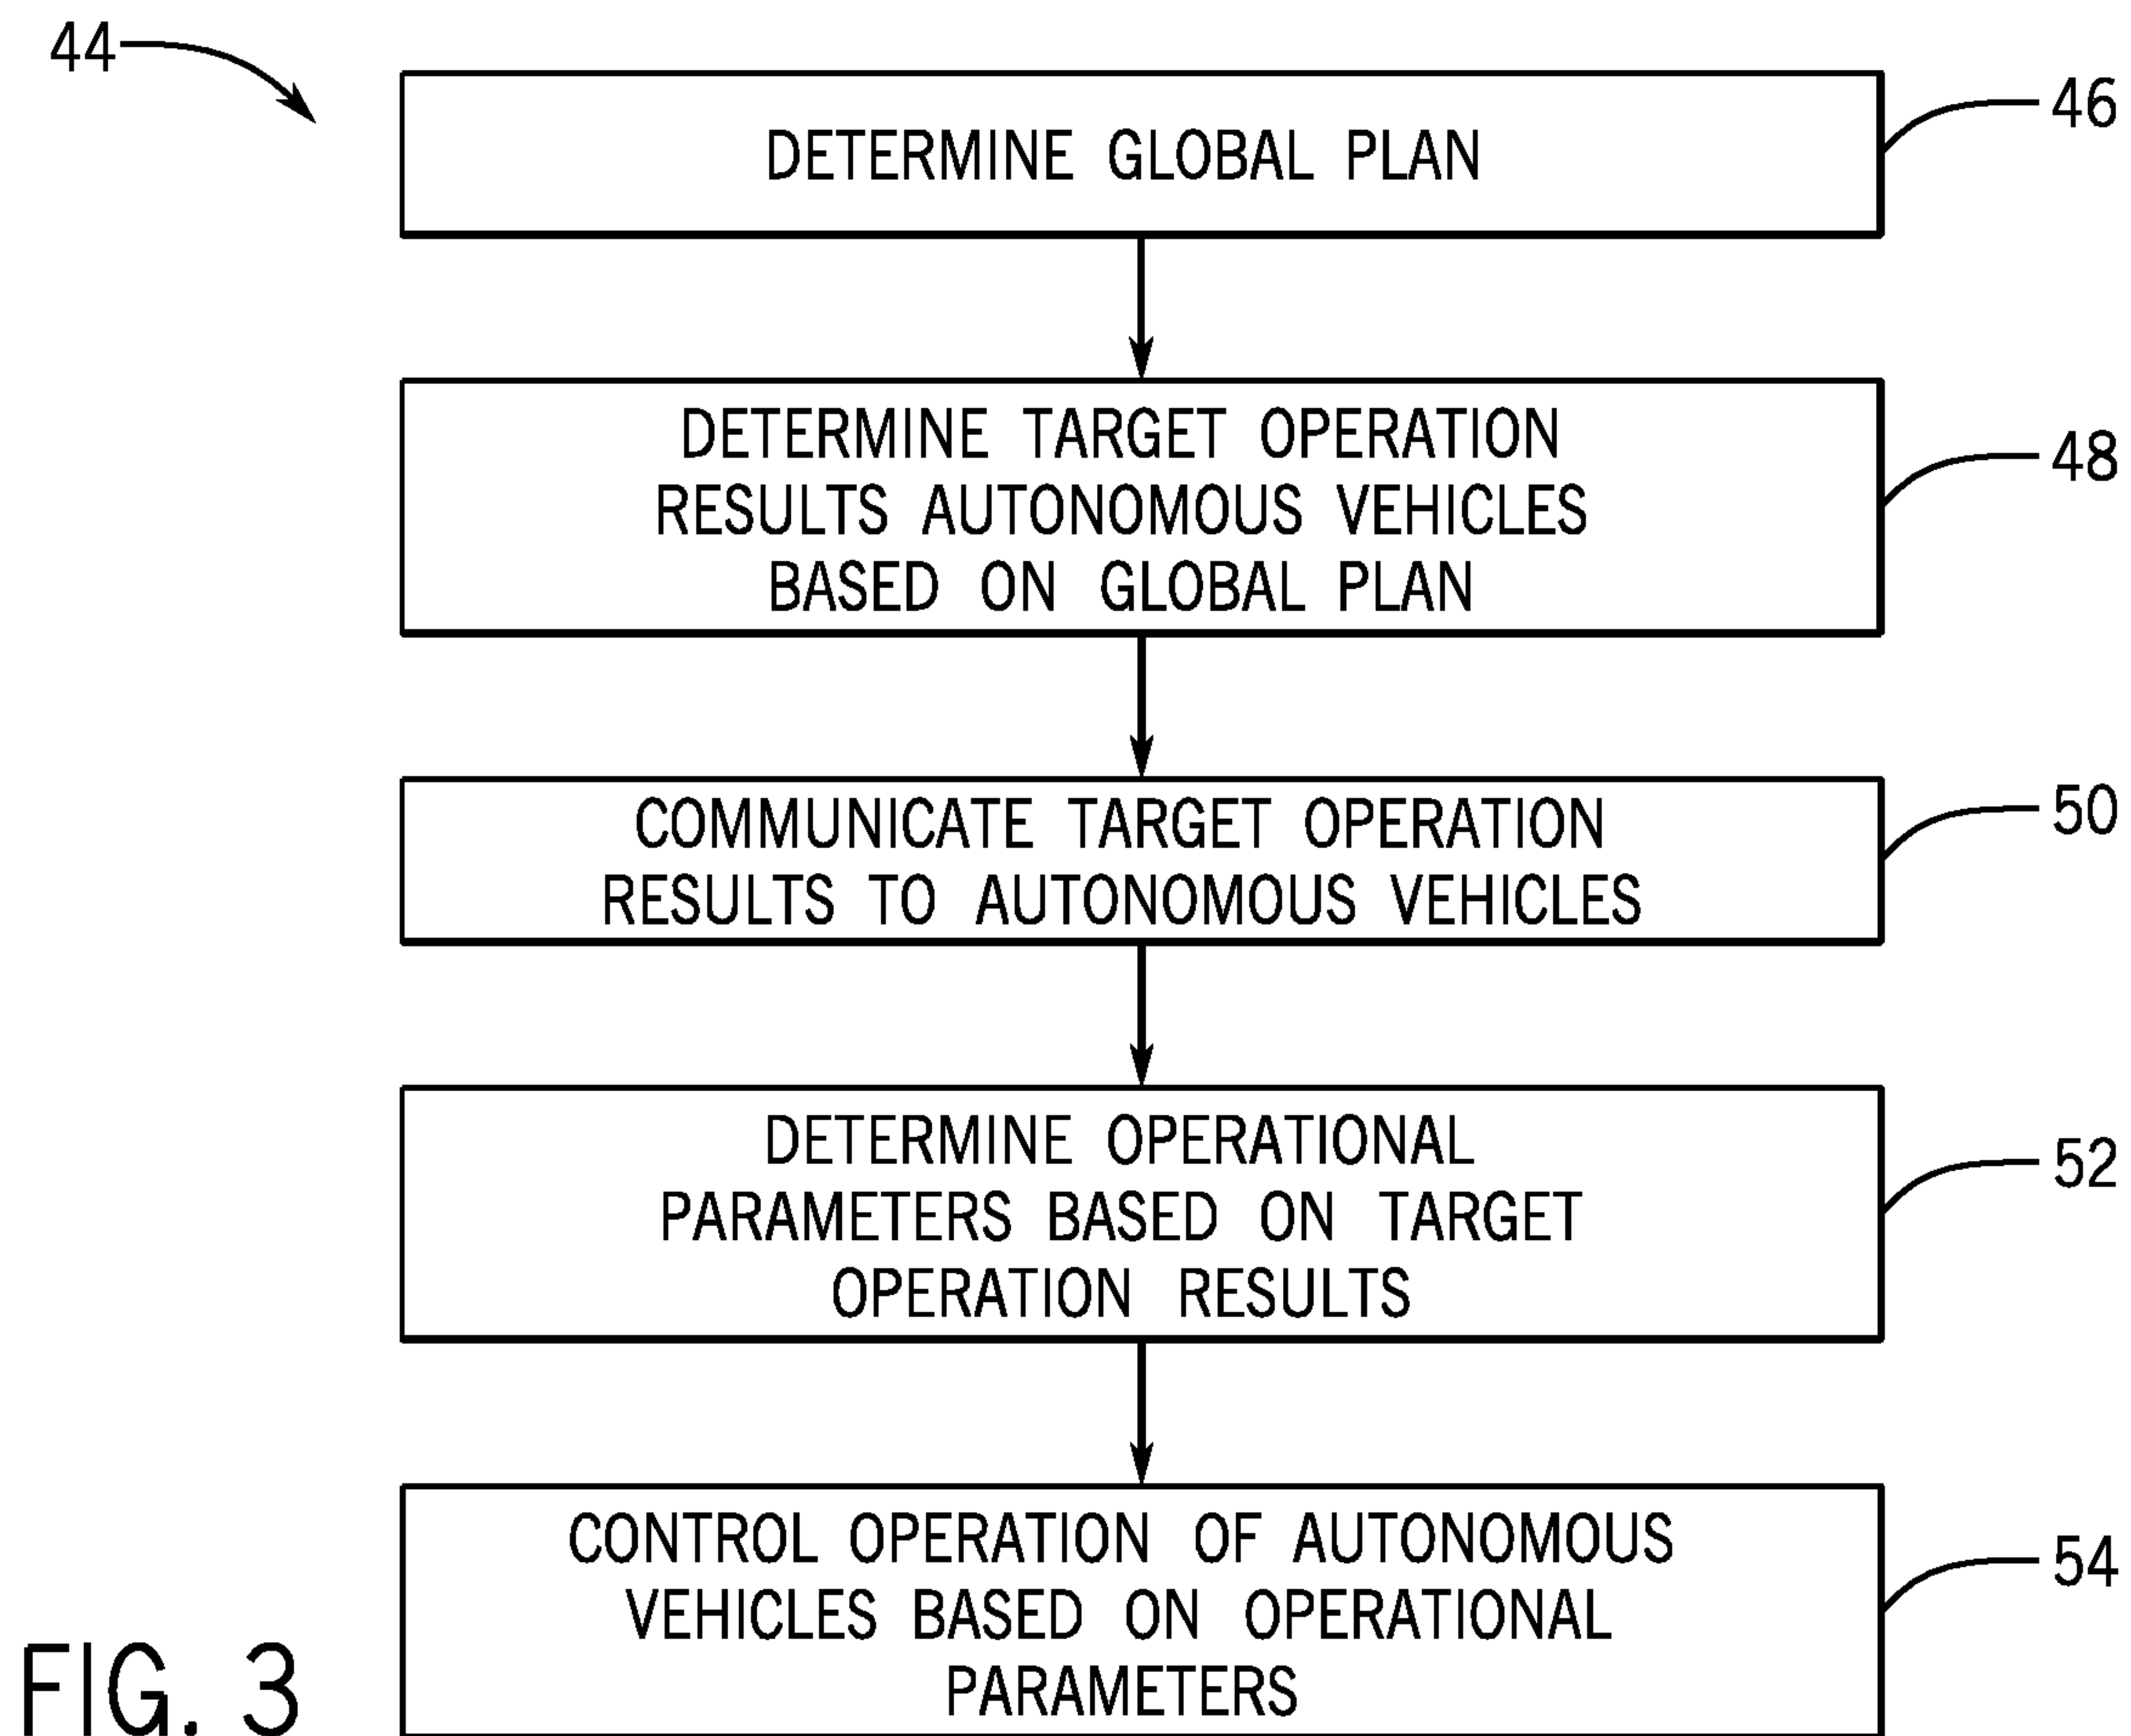 44
DETERMINE GLOBAL PLAN
46
DETERMINE TARGET OPERATION
RESULTS AUTONOMOUS VEHICLES
BASED ON GLOBAL PLAN
48
COMMUNICATE TARGET OPERATION
RESULTS TO AUTONOMOUS VEHICLES
50
DETERMINE OPERATIONAL
PARAMETERS BASED ON TARGET
OPERATION RESULTS
52
CONTROL OPERATION OF AUTONOMOUS
VEHICLES BASED ON OPERATIONAL
PARAMETERS
54
FIG. 3